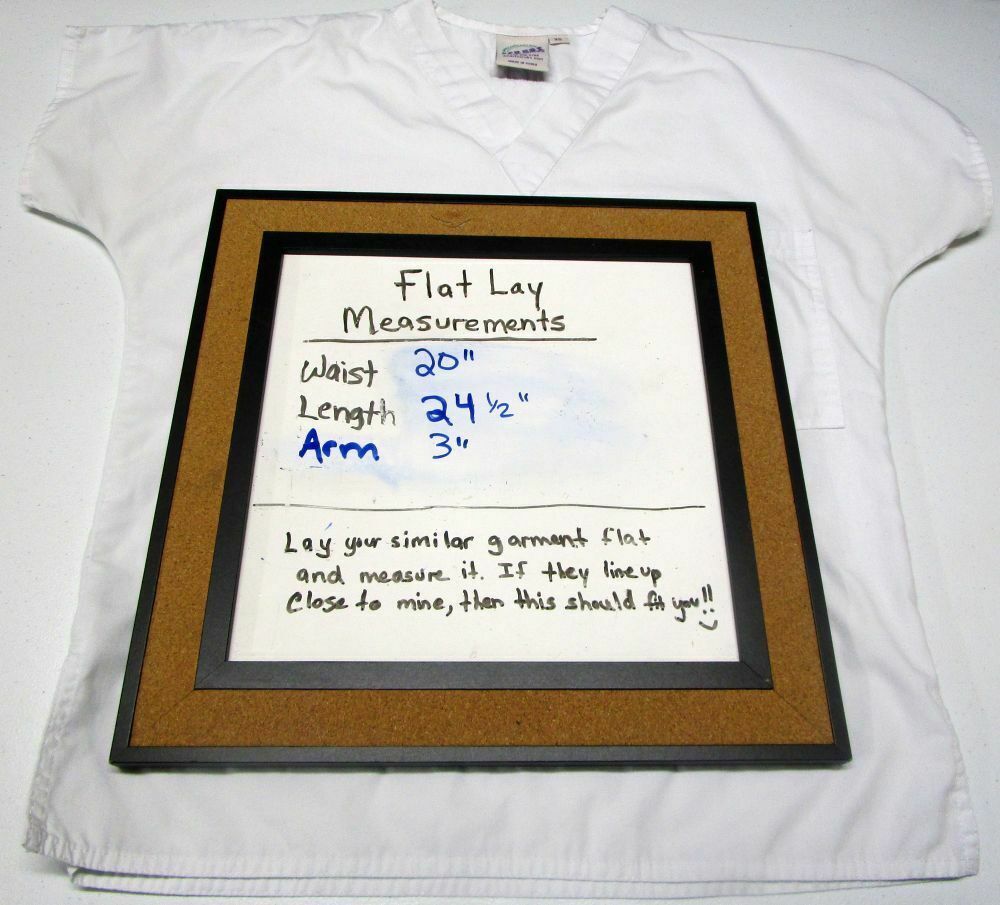 XS
Flat Lay
Measurements
Waist 20"
Length 24 1/2"
Arm 3"
Lay your similar garment flat
and measure it. If they line up
Close to mine, then this should fit you!!